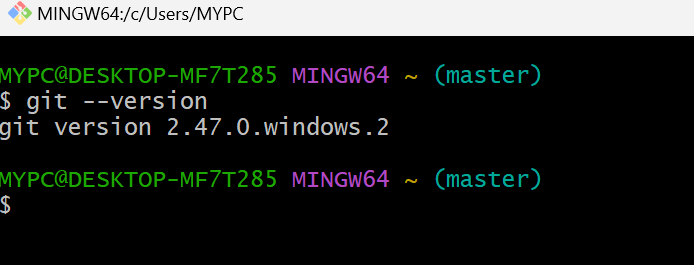 MINGW64:/c/Users/MYPC
MYPC@DESKTOP-MF7T285 MINGW64 ~ (master)
$ git --version
git version 2.47.0.windows.2
MYPC@DESKTOP-MF7T285 MINGW64 ~ (master)
$